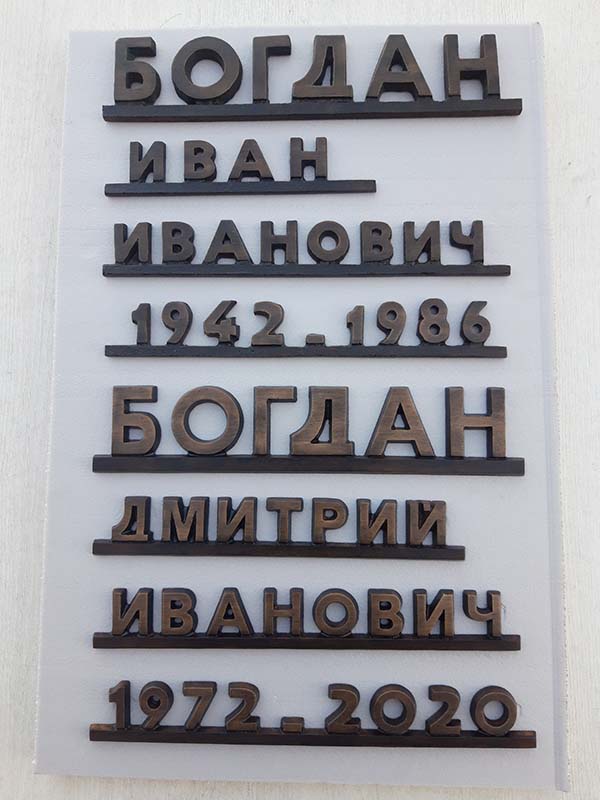 БОГДАН
ИВАН
ИВАНОВИЧ
1942-1986
БОГДАН
ДМИТРИЙ
ИВАНОВИЧ
1972-2020